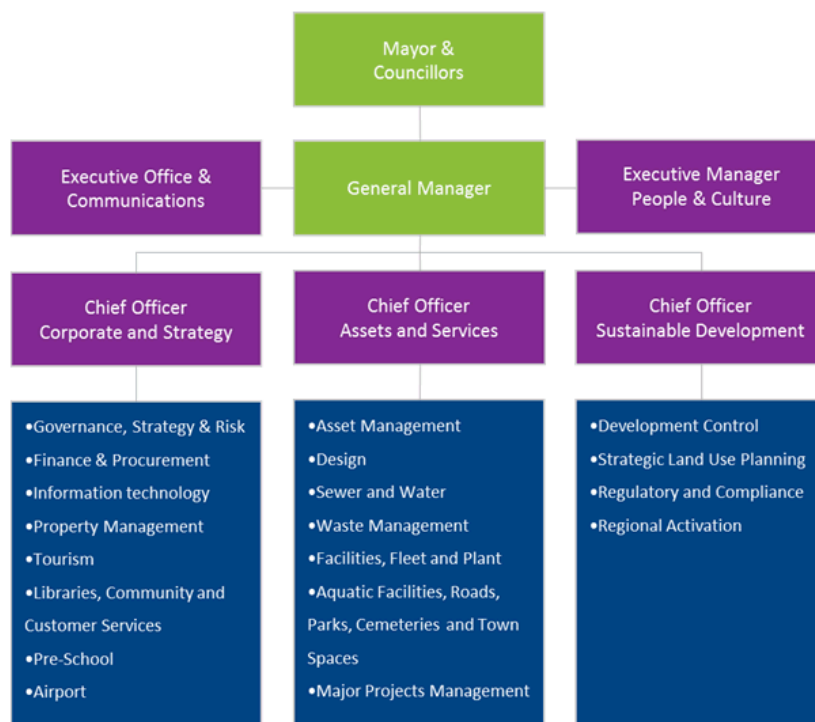 Mayor &
Councillors
Executive Office &
Communications
General Manager
Executive Manager
People & Culture
Chief Officer
Corporate and Strategy
Chief Officer
Assets and Services
Chief Officer
Sustainable Development
•Governance, Strategy & Risk
•Finance & Procurement
•Information technology
•Property Management
•Tourism
•Libraries, Community and
Customer Services
•Pre-School
•Airport
•Asset Management
•Design
•Sewer and Water
•Waste Management
•Facilities, Fleet and Plant
•Aquatic Facilities, Roads,
Parks, Cemeteries and Town
Spaces
•Major Projects Management
•Development Control
•Strategic Land Use Planning
•Regulatory and Compliance
•Regional Activation